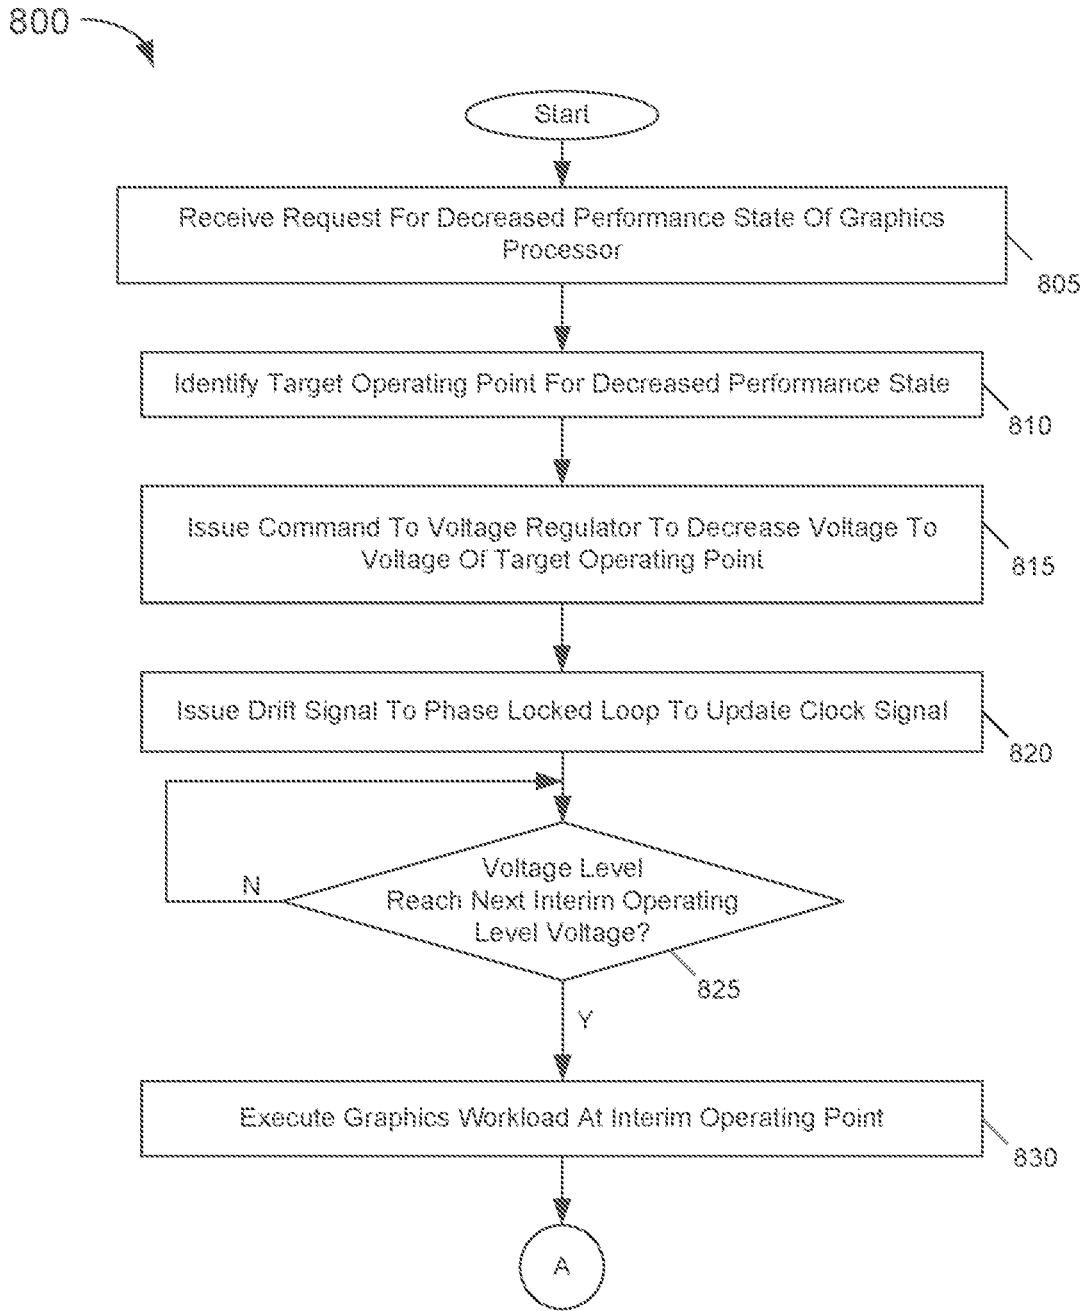 800
Start
Receive Request For Decreased Performance State Of Graphics
Processor
805
Identify Target Operating Point For Decreased Performance State
810
Issue Command To Voltage Regulator To Decrease Voltage To
Voltage Of Target Operating Point
815
Issue Drift Signal To Phase Locked Loop To Update Clock Signal
820
Voltage Level
Reach Next Interim Operating
Level Voltage?
N
825
Y
Execute Graphics Workload At Interim Operating Point
830
A